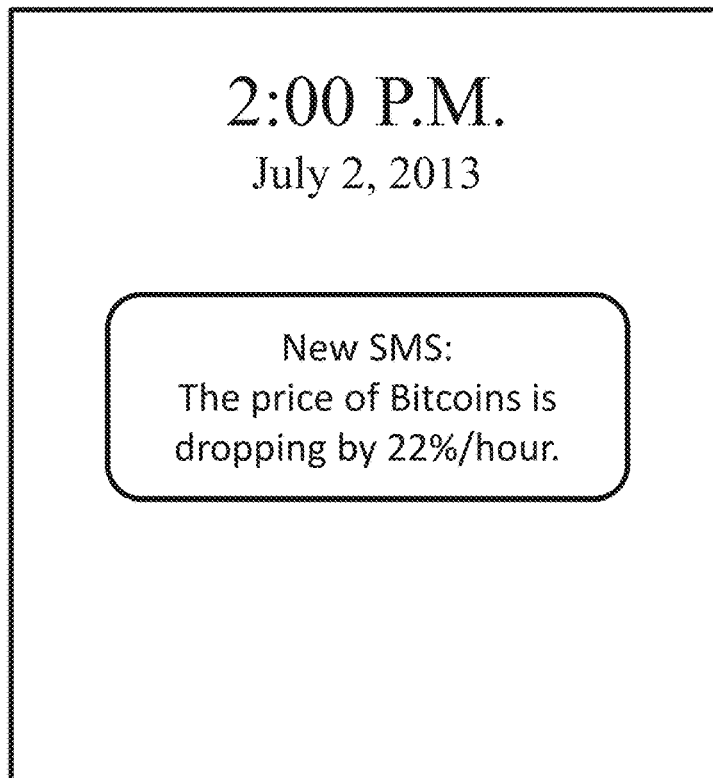 2:00 P.M.
July 2, 2013
New SMS:
The price of Bitcoins is
dropping by 22%/hour.